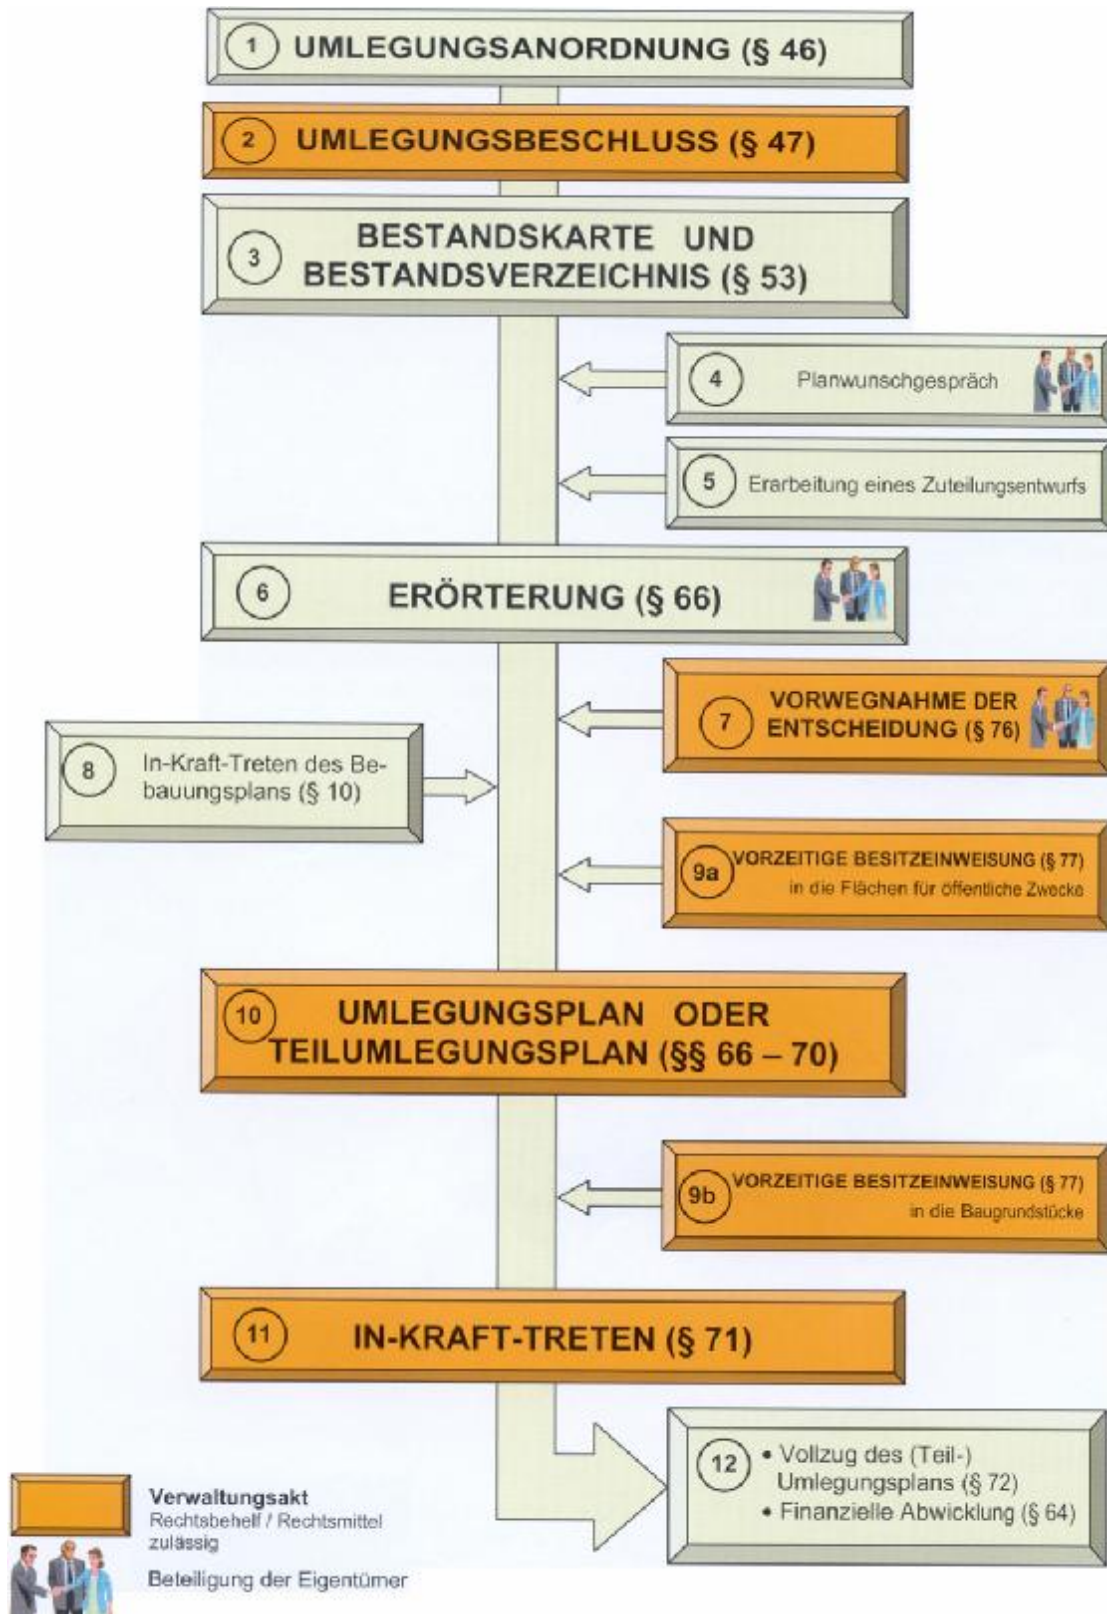 1 UMLEGUNGSANORDNUNG (§ 46)
2 UMLEGUNGSBESCHLUSS (§ 47)
3 BESTANDSKARTE UND
BESTANDSVERZEICHNIS (§ 53)
4 Planwunschgespräch
5 Erarbeitung eines Zuteilungsentwurfs
6 ERÖRTERUNG (§ 66)
7 VORWEGNAHME DER
ENTSCHEIDUNG (§ 76)
8 In-Kraft-Treten des Be-
bauungsplans (§ 10)
9a VORZEITIGE BESITZEINWEISUNG (§ 77)
in die Flächen für öffentliche Zwecke
10 UMLEGUNGSPLAN ODER
TEILUMLEGUNGSPLAN (§§ 66 – 70)
9b VORZEITIGE BESITZEINWEISUNG (§ 77)
in die Baugrundstücke
11 IN-KRAFT-TRETEN (§ 71)
12 • Vollzug des (Teil-)
Umlegungsplans (§ 72)
• Finanzielle Abwicklung (§ 64)
Verwaltungsakt
Rechtsbehelf / Rechtsmittel
zulässig
Beteiligung der Eigentümer